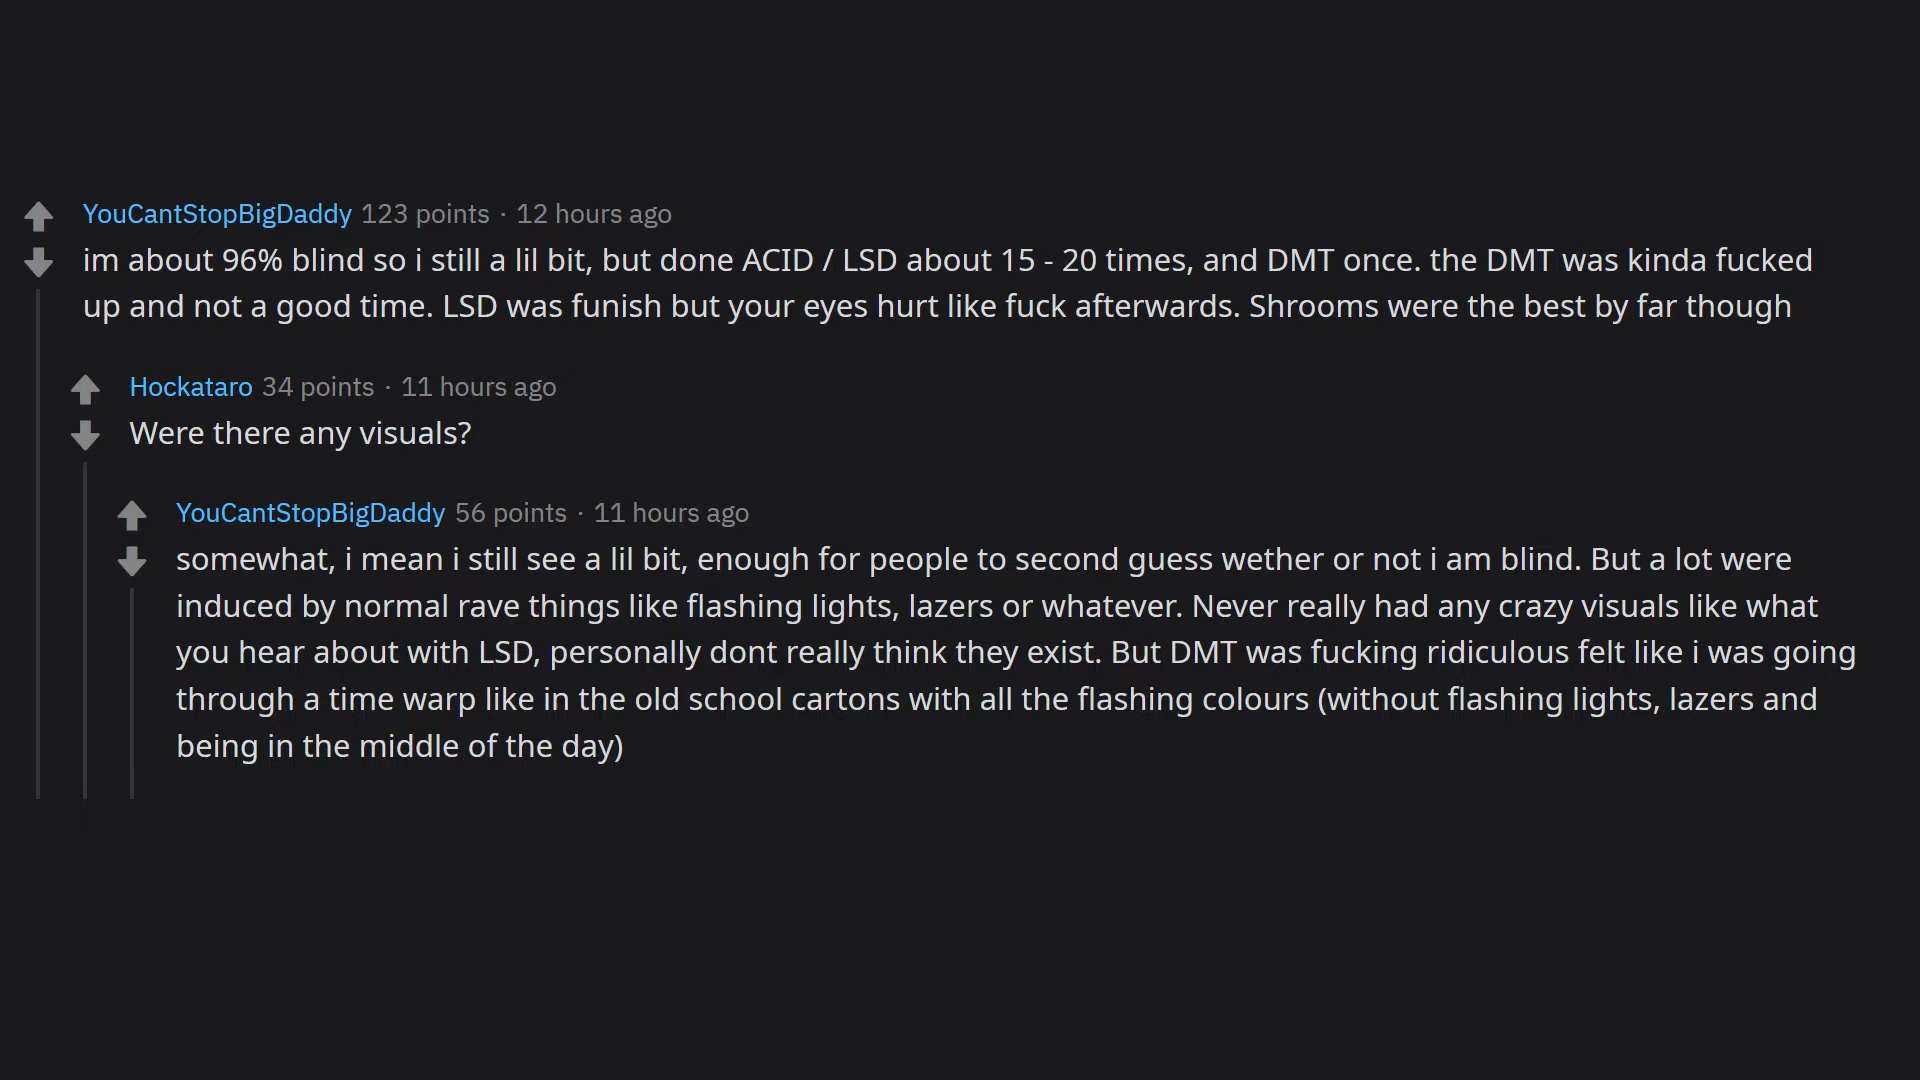 YouCantStopBigDaddy 123 points · 12 hours ago
im about 96% blind so i still a lil bit, but done ACID / LSD about 15 - 20 times, and DMT once. the DMT was kinda fucked
up and not a good time. LSD was funish but your eyes hurt like fuck afterwards. Shrooms were the best by far though
Hockataro 34 points · 11 hours ago
Were there any visuals?
YouCantStopBigDaddy 56 points · 11 hours ago
somewhat, i mean i still see a lil bit, enough for people to second guess wether or not i am blind. But a lot were
induced by normal rave things like flashing lights, lazers or whatever. Never really had any crazy visuals like what
you hear about with LSD, personally dont really think they exist. But DMT was fucking ridiculous felt like i was going
through a time warp like in the old school cartons with all the flashing colours (without flashing lights, lazers and
being in the middle of the day)